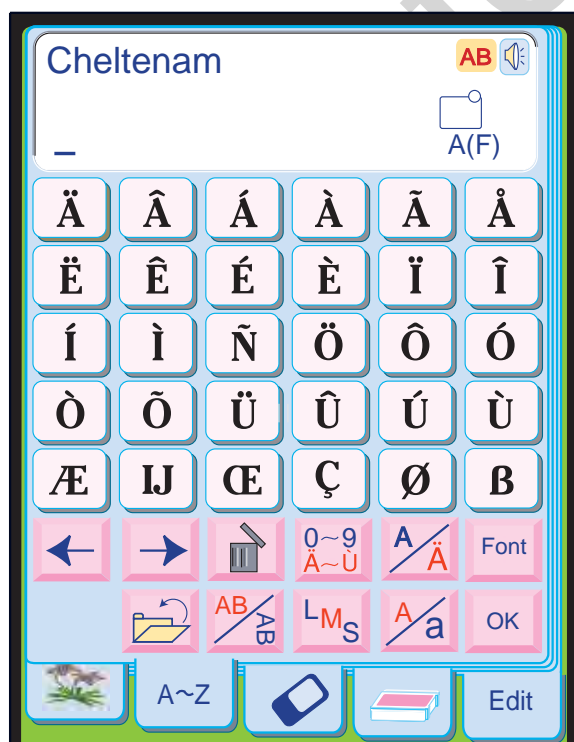 Cheltenam AB
_
A(F)
Ä Â Á À Ã Å
Ë Ê É È Ï Î
Í Ì Ñ Ö Ô Ó
Ò Õ Ü Û Ú Ù
Æ IJ Œ Ç Ø ß
0~9 A Font
Ä~Ù Ä
AB AB LMS A a OK
A~Z Edit